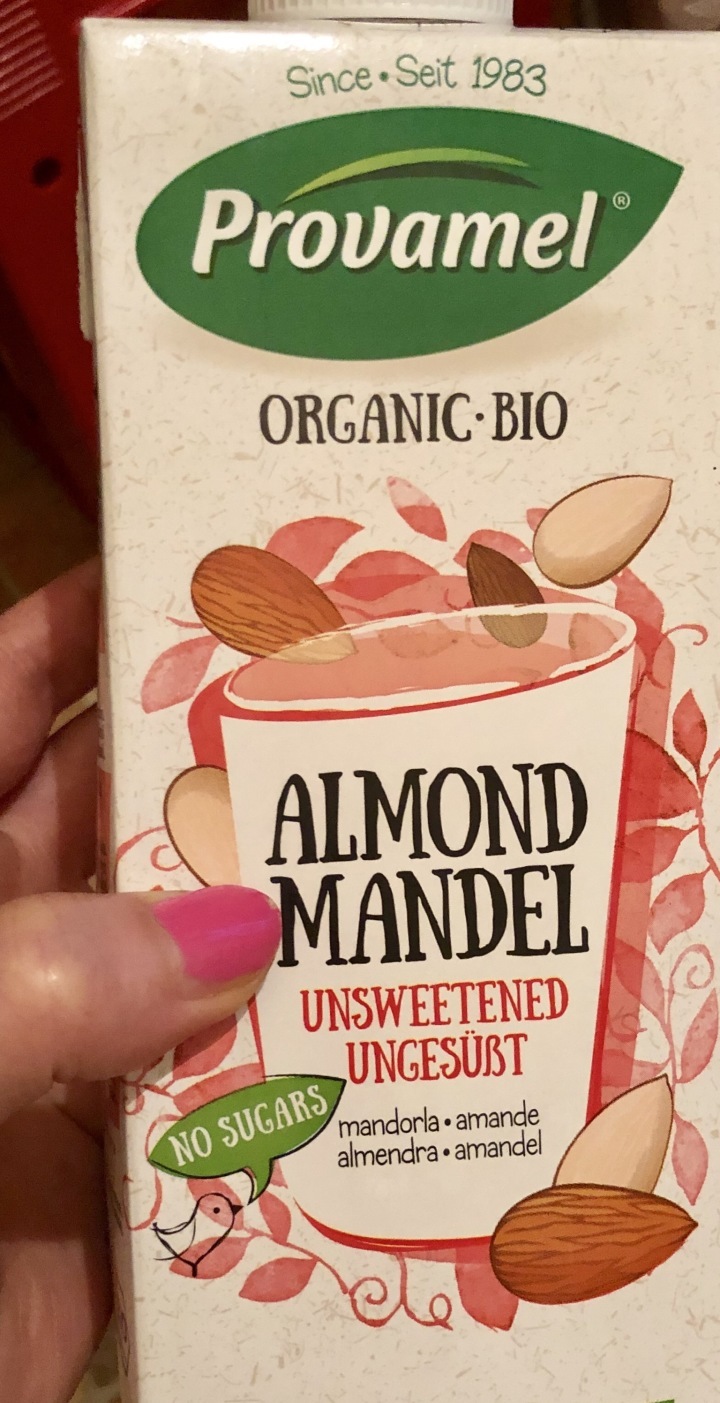 Since • Seit 1983
Provamel®
ORGANIC · BIO
ALMOND
MANDEL
UNSWEETENED
UNGESÜßT
NO SUGARS
mandorla • amande
almendra • amandel